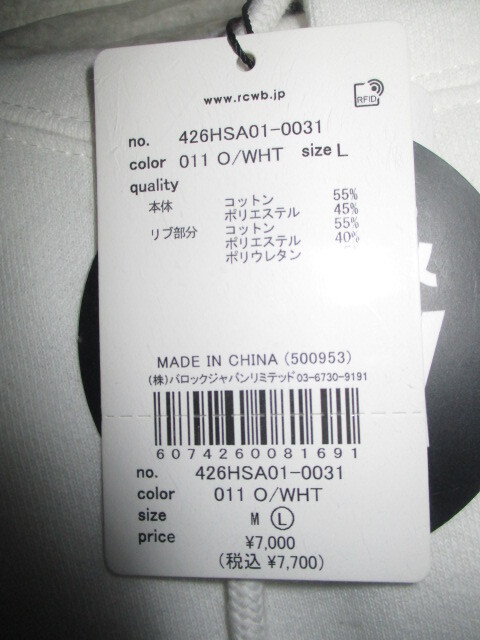 www.rcwb.jp
RFID
no. 426HSA01-0031
color 011 O/WHT size L
quality
本体 コットン 55%
ポリエステル 45%
リブ部分 コットン 55%
ポリエステル 40%
ポリウレタン
MADE IN CHINA (500953)
(株)バロックジャパンリミテッド03-6730-9191
6074260081691
no. 426HSA01-0031
color 011 O/WHT
size M L
price ¥7,000
(税込 ¥7,700)